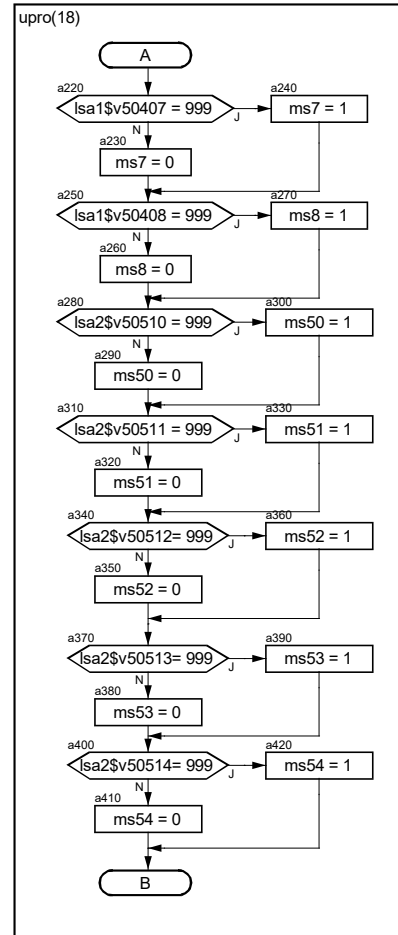 upro(18)
A
a220
lsa1$v50407 = 999
J
N
a240
ms7 = 1
a230
ms7 = 0
a250
lsa1$v50408 = 999
J
N
a270
ms8 = 1
a260
ms8 = 0
a280
lsa2$v50510 = 999
J
N
a300
ms50 = 1
a290
ms50 = 0
a310
lsa2$v50511 = 999
J
N
a330
ms51 = 1
a320
ms51 = 0
a340
lsa2$v50512= 999
J
N
a360
ms52 = 1
a350
ms52 = 0
a370
lsa2$v50513= 999
J
N
a390
ms53 = 1
a380
ms53 = 0
a400
lsa2$v50514= 999
J
N
a420
ms54 = 1
a410
ms54 = 0
B